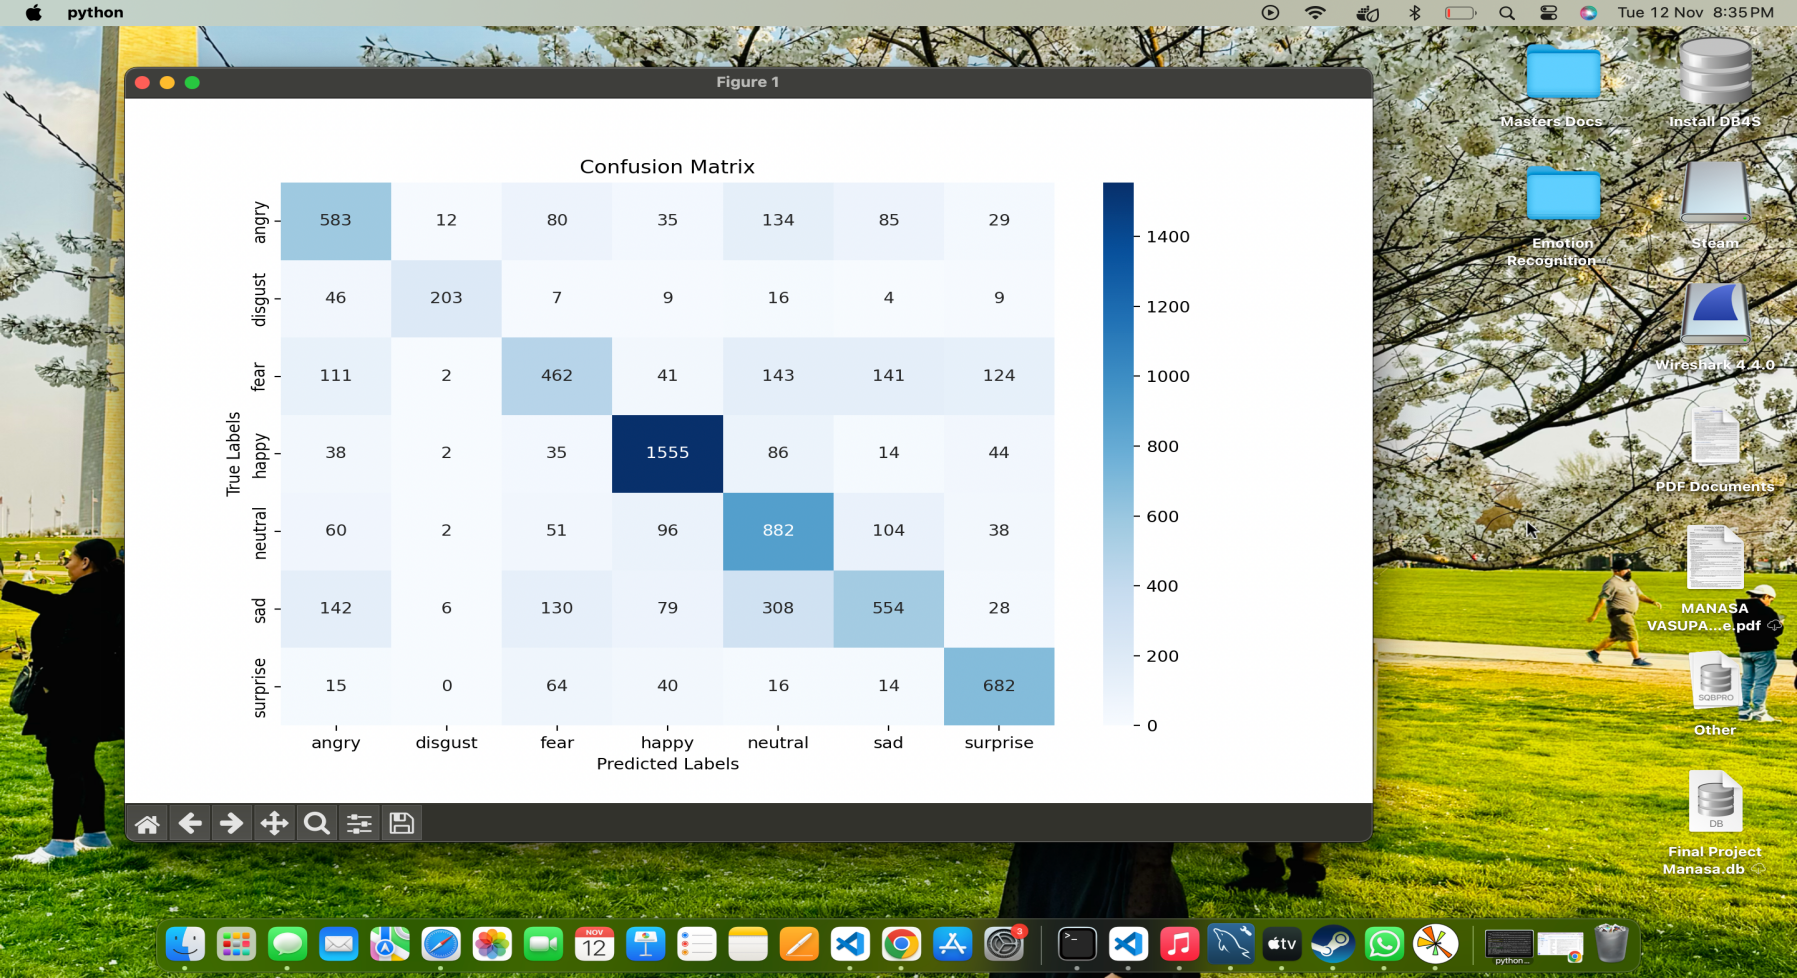 python
Tue 12 Nov 8:35 PM
Figure 1
Confusion Matrix
True Labels
angry 583 12 80 35 134 85 29
disgust 46 203 7 9 16 4 9
fear 111 2 462 41 143 141 124
happy 38 2 35 1555 86 14 44
neutral 60 2 51 96 882 104 38
sad 142 6 130 79 308 554 28
surprise 15 0 64 40 16 14 682
angry disgust fear happy neutral sad surprise
Predicted Labels
1400
1200
1000
800
600
400
200
0
Masters Docs
Install DB4S
Emotion
Recognition
Steam
Wireshark 4.4.0
PDF Documents
MANASA
VASUPA...e.pdf
SQBPRO
Other
DB
Final Project
Manasa.db
NOV
12
3
>_
tv
python...